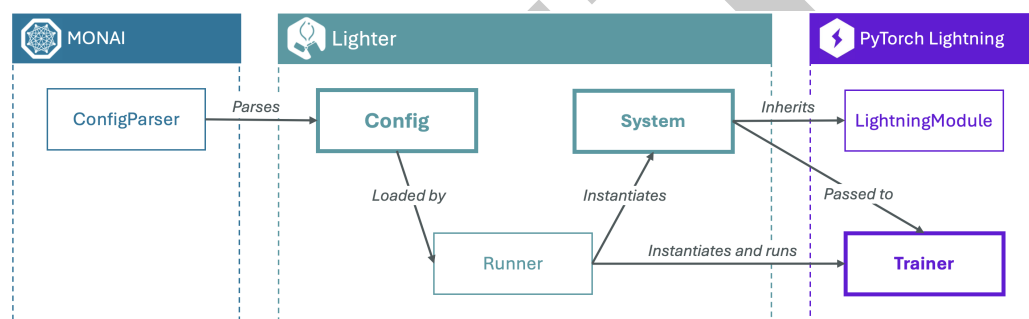 MONAI
Lighter
PyTorch Lightning
ConfigParser
Parses
Config
System
Inherits
LightningModule
Loaded by
Instantiates
Passed to
Runner
Instantiates and runs
Trainer